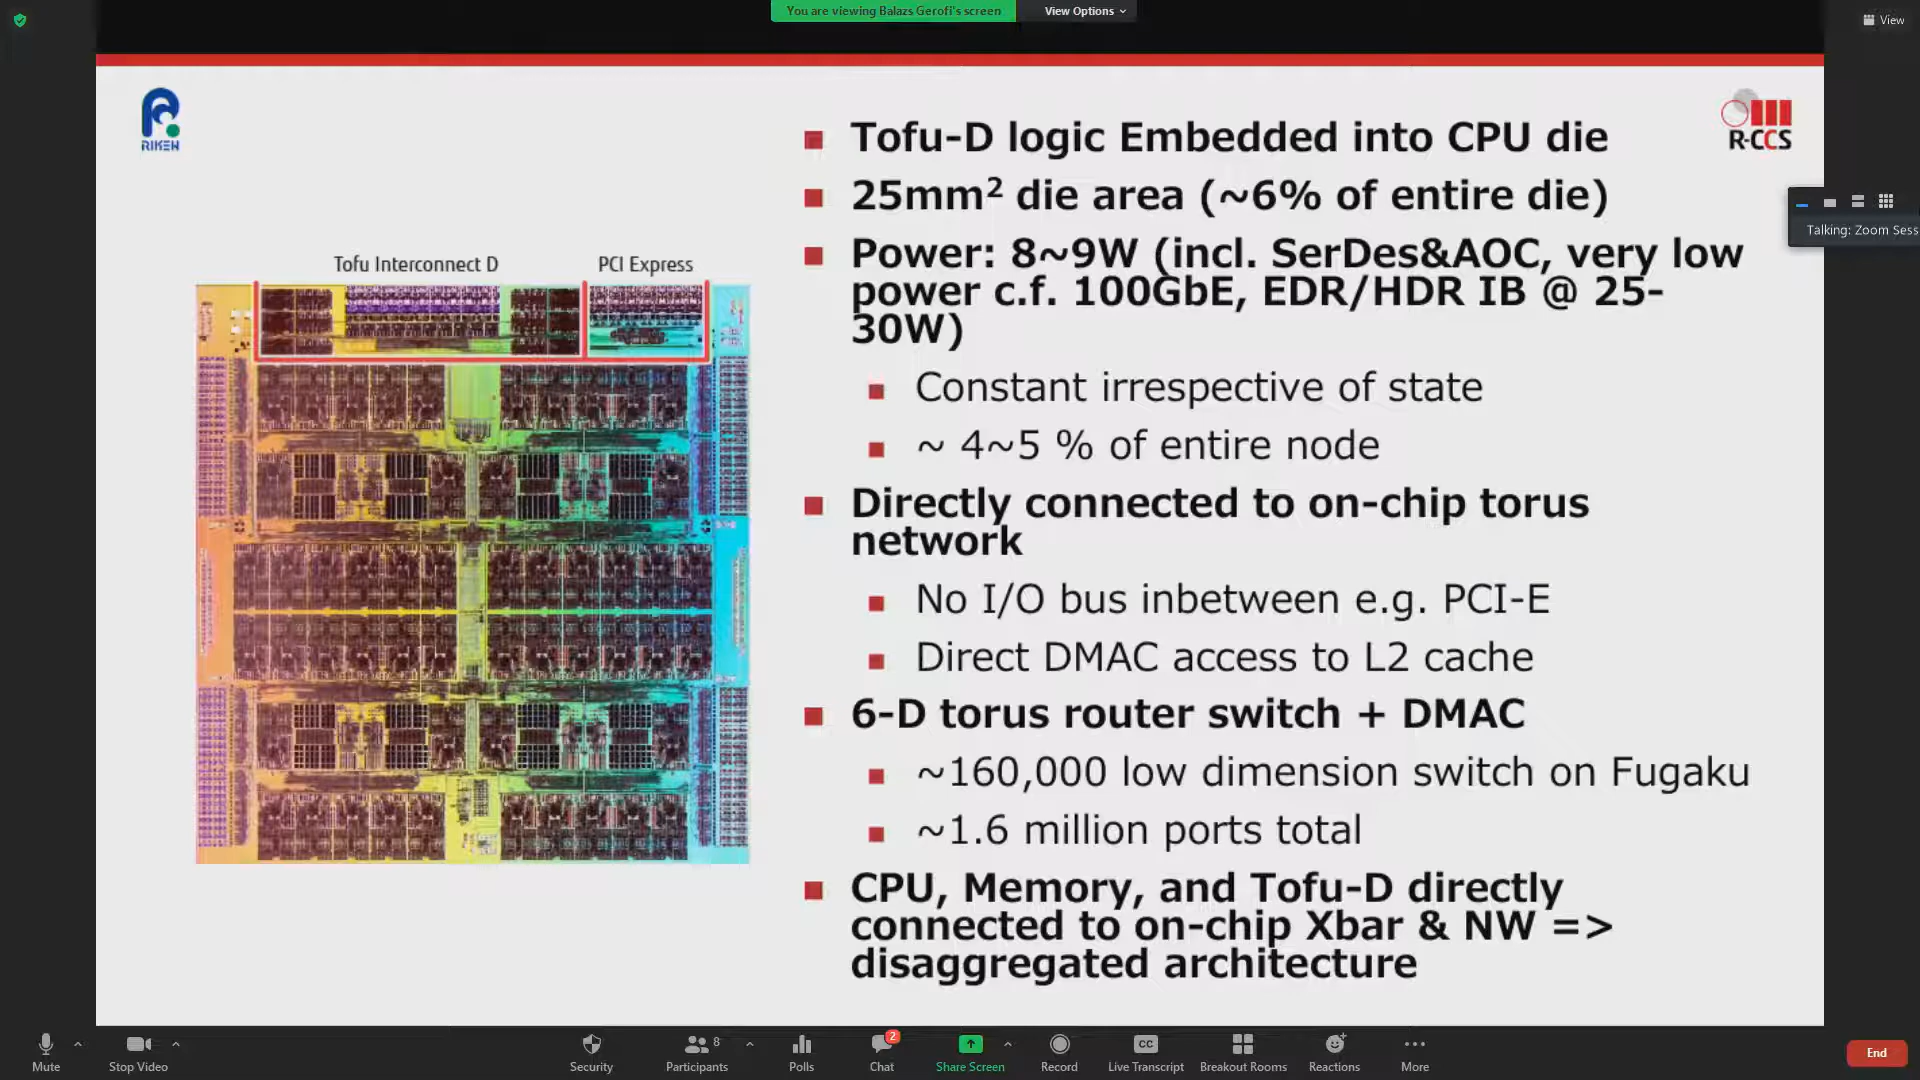 You are viewing Balazs Gerofi's screen
View Options
View
RIKEN
R-CCS
Talking: Zoom Sess
Tofu Interconnect D
PCI Express
Tofu-D logic Embedded into CPU die
25mm² die area (~6% of entire die)
Power: 8~9W (incl. SerDes&AOC, very low
power c.f. 100GbE, EDR/HDR IB @ 25-
30W)
Constant irrespective of state
~ 4~5 % of entire node
Directly connected to on-chip torus
network
No I/O bus inbetween e.g. PCI-E
Direct DMAC access to L2 cache
6-D torus router switch + DMAC
~160,000 low dimension switch on Fugaku
~1.6 million ports total
CPU, Memory, and Tofu-D directly
connected to on-chip Xbar & NW =>
disaggregated architecture
Mute
Stop Video
Security
8
Participants
Polls
2
Chat
Share Screen
Record
CC
Live Transcript
Breakout Rooms
Reactions
More
End